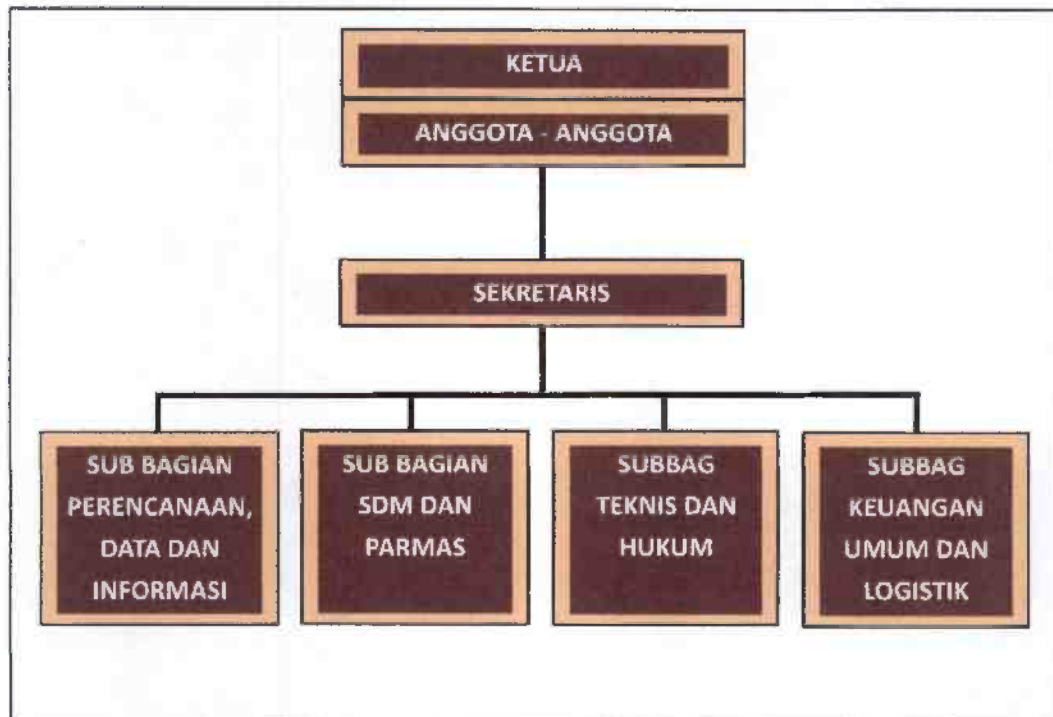 KETUA
ANGGOTA - ANGGOTA
SEKRETARIS
SUB BAGIAN
PERENCANAAN,
DATA DAN
INFORMASI
SUB BAGIAN
SDM DAN
PARMAS
SUBBAG
TEKNIS DAN
HUKUM
SUBBAG
KEUANGAN
UMUM DAN
LOGISTIK